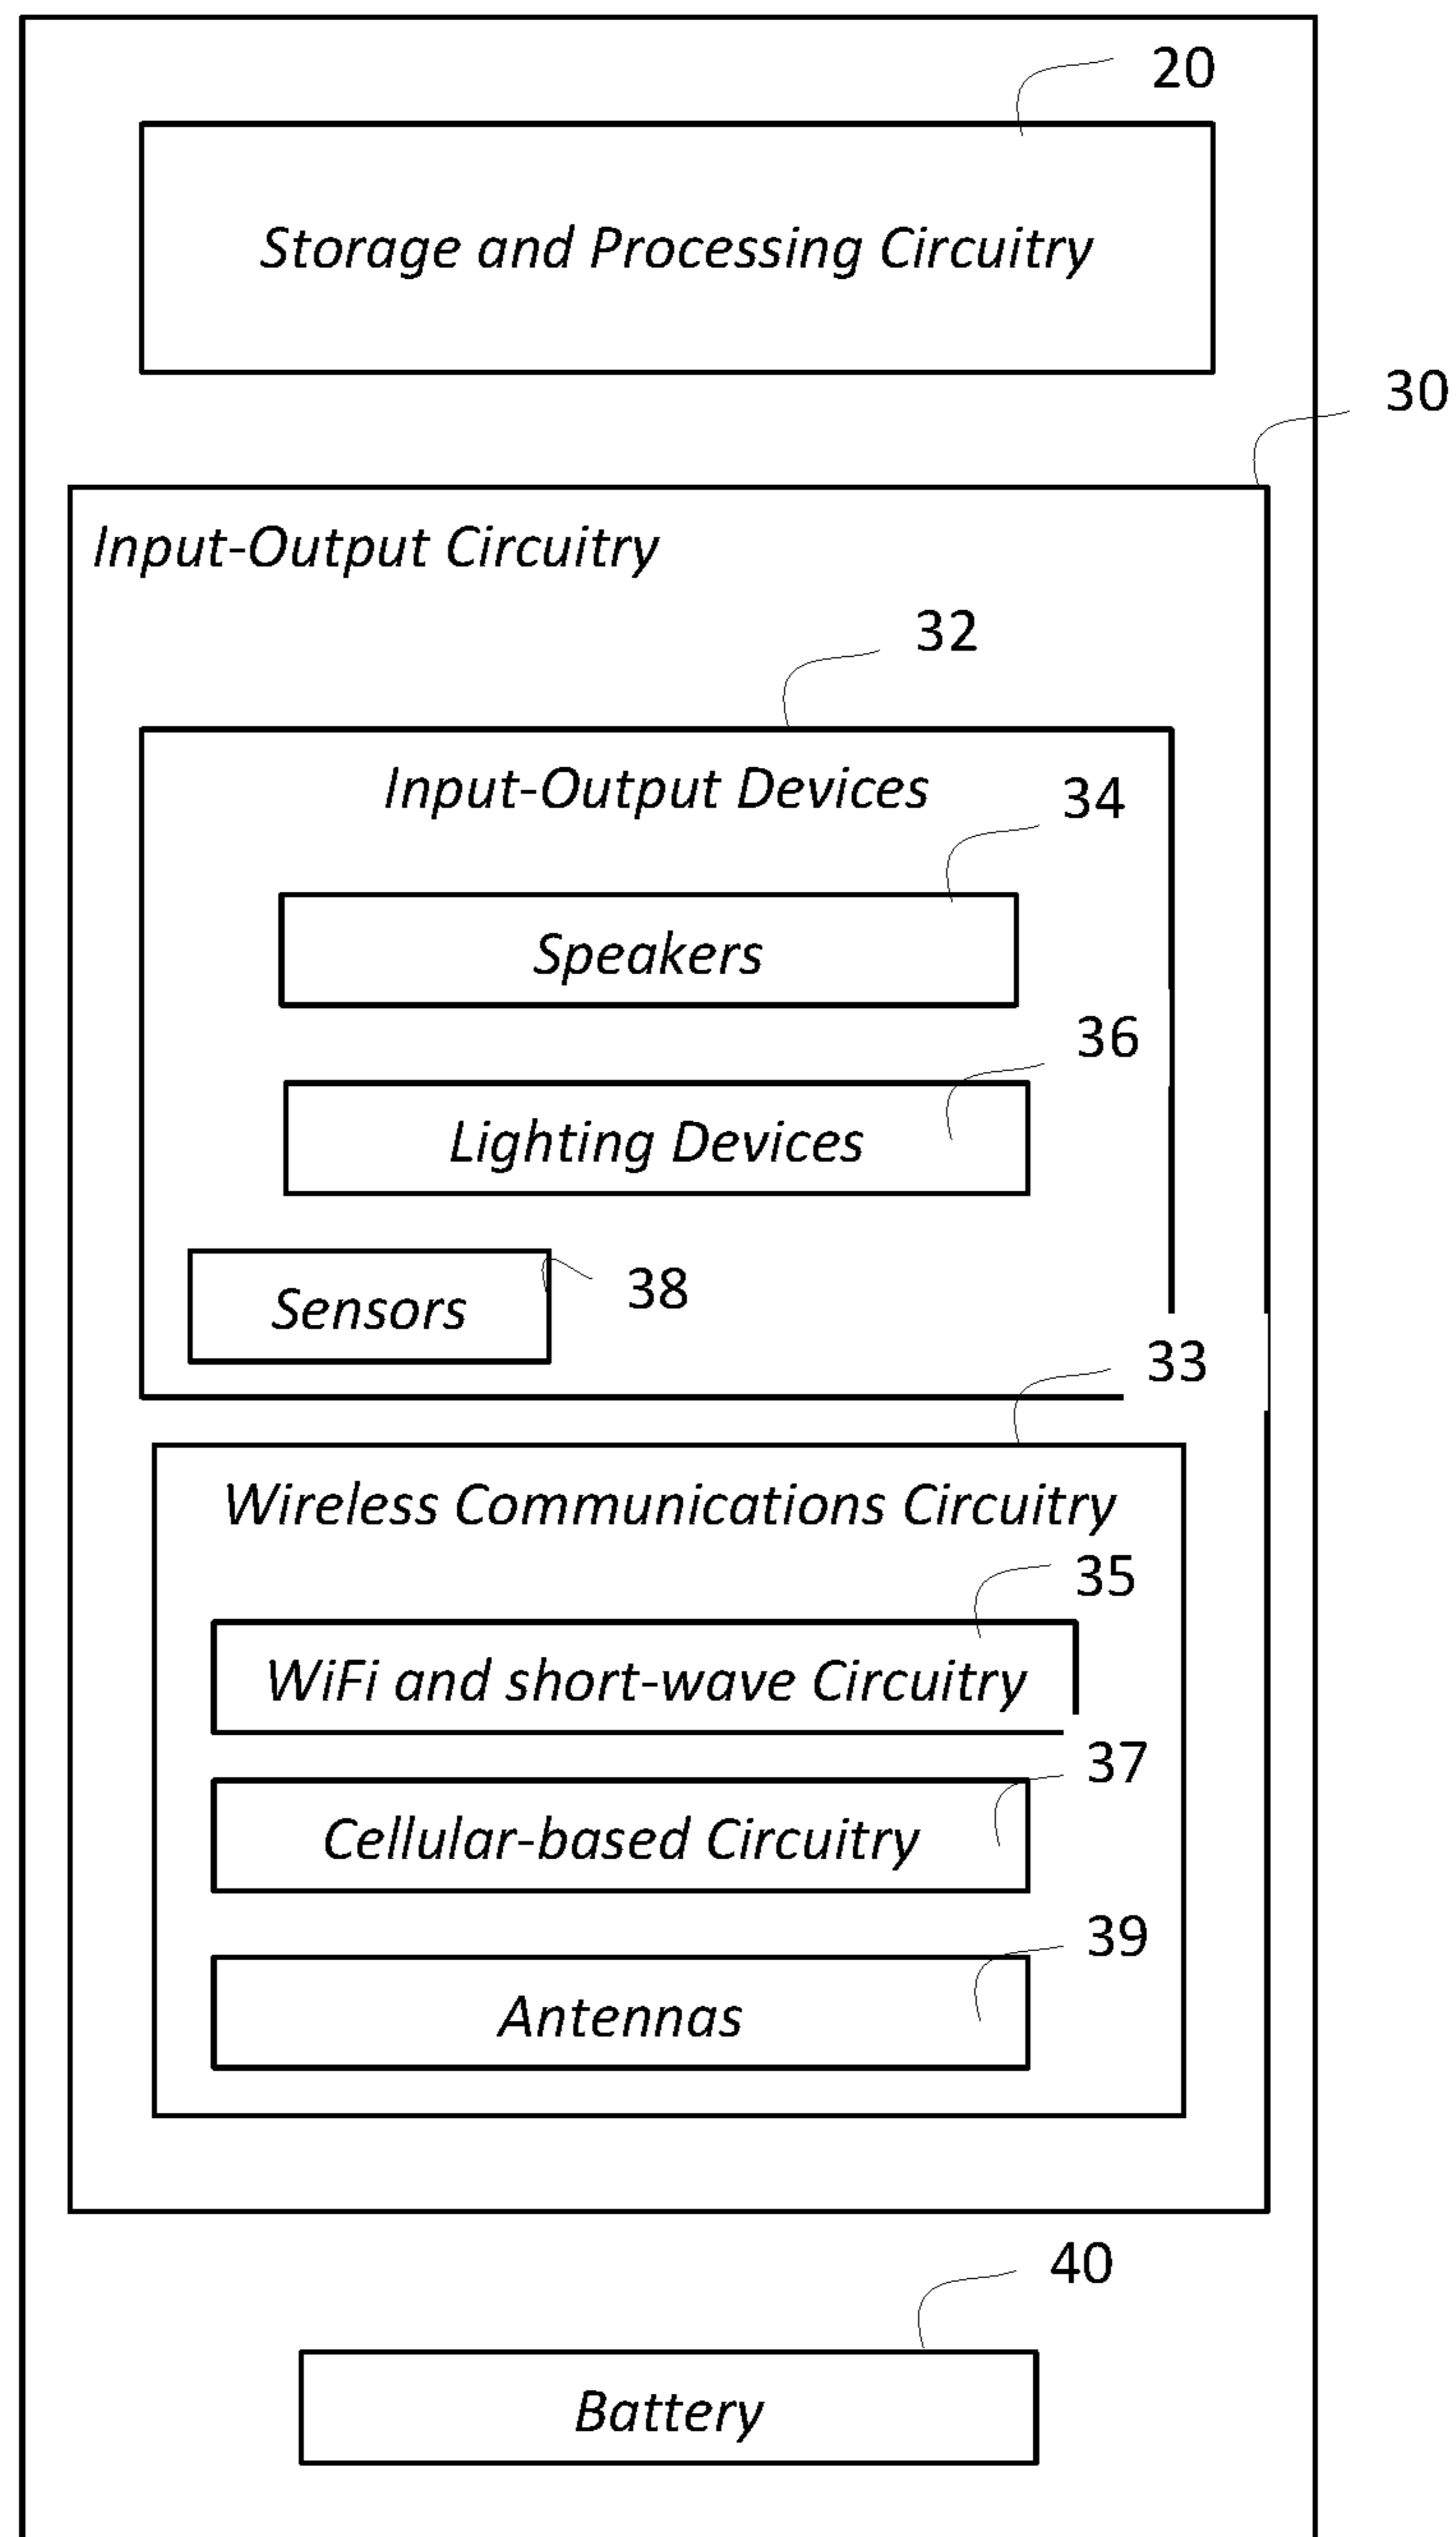 20
Storage and Processing Circuitry
30
Input-Output Circuitry
32
Input-Output Devices
34
Speakers
36
Lighting Devices
Sensors
38
33
Wireless Communications Circuitry
35
WiFi and short-wave Circuitry
37
Cellular-based Circuitry
39
Antennas
40
Battery